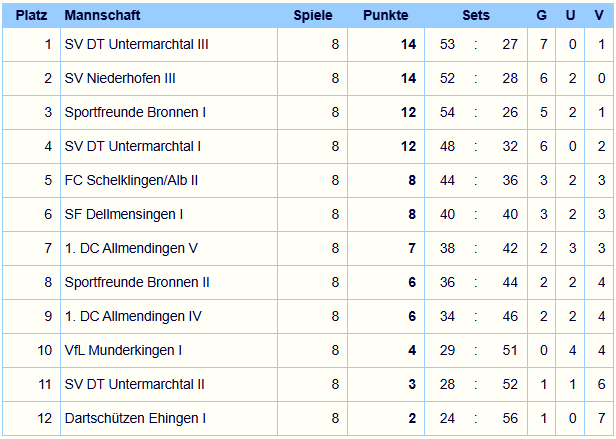 Platz Mannschaft Spiele Punkte Sets G U V
1 SV DT Untermarchtal III 8 14 53 : 27 7 0 1
2 SV Niederhofen III 8 14 52 : 28 6 2 0
3 Sportfreunde Bronnen I 8 12 54 : 26 5 2 1
4 SV DT Untermarchtal I 8 12 48 : 32 6 0 2
5 FC Schelklingen/Alb II 8 8 44 : 36 3 2 3
6 SF Dellmensingen I 8 8 40 : 40 3 2 3
7 1. DC Allmendingen V 8 7 38 : 42 2 3 3
8 Sportfreunde Bronnen II 8 6 36 : 44 2 2 4
9 1. DC Allmendingen IV 8 6 34 : 46 2 2 4
10 VfL Munderkingen I 8 4 29 : 51 0 4 4
11 SV DT Untermarchtal II 8 3 28 : 52 1 1 6
12 Dartschützen Ehingen I 8 2 24 : 56 1 0 7